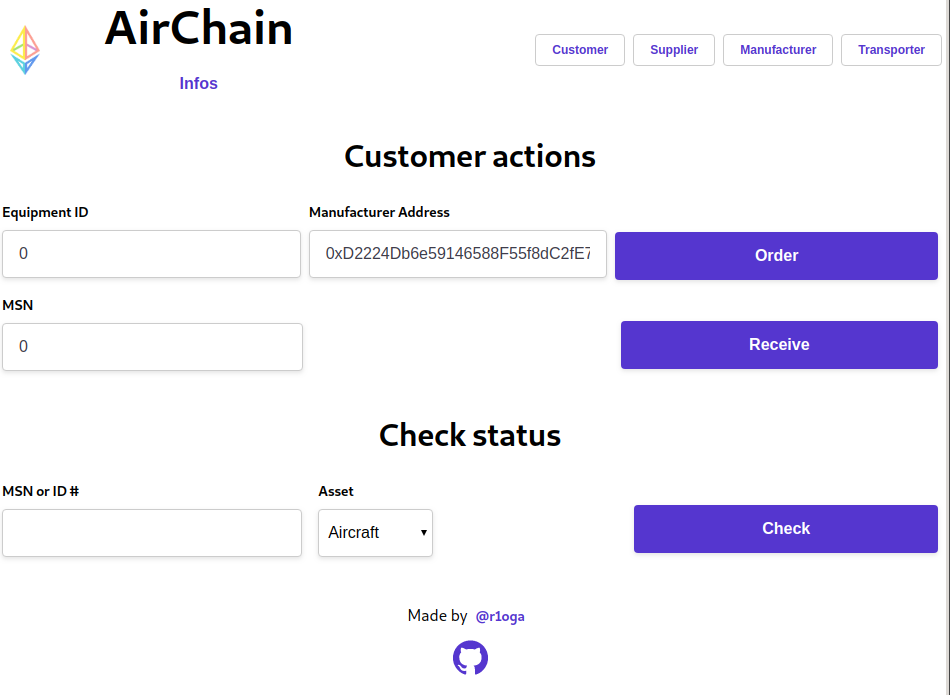 AirChain
Infos
Customer
Supplier
Manufacturer
Transporter
Customer actions
Equipment ID
Manufacturer Address
0
0xD2224Db6e59146588F55f8dC2fE7
Order
MSN
0
Receive
Check status
MSN or ID #
Asset
Aircraft
Check
Made by @r1oga